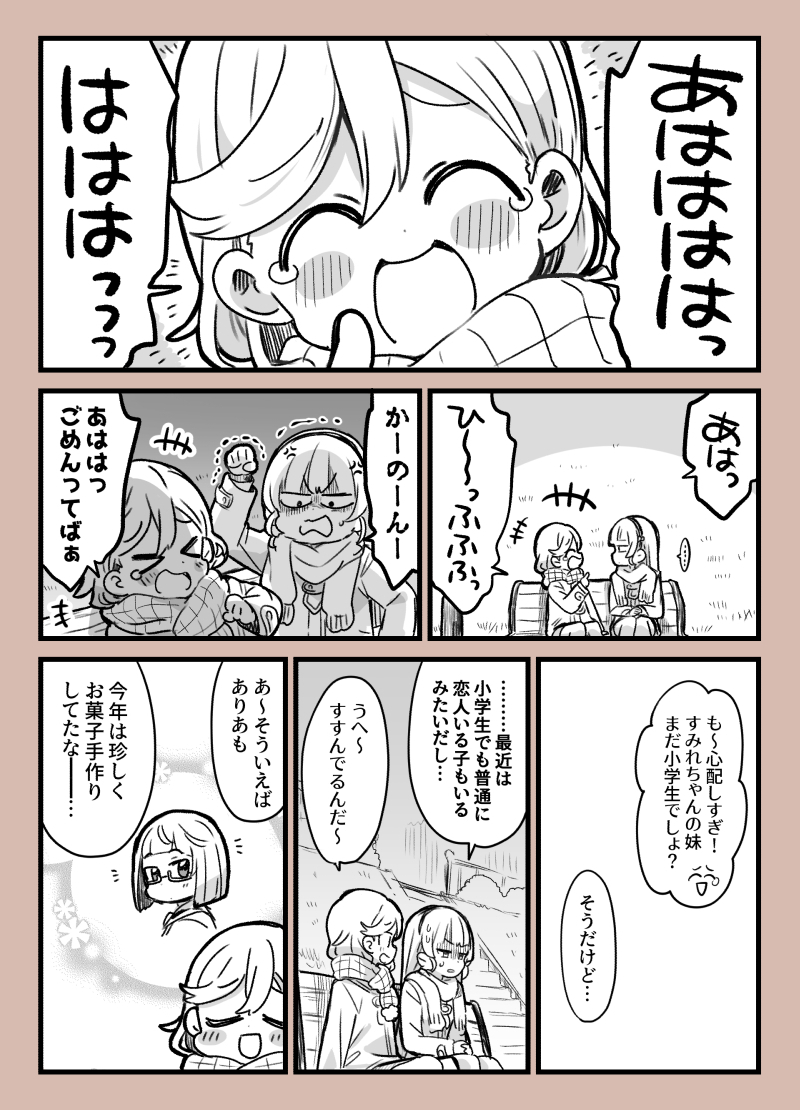 あはははっ
ははは
っっっ
あはっ
ひ〜〜っふふふっ
……
かーのーんー
あははっ
ごめんってばぁ
も〜心配しすぎ！
すみれちゃんの妹
まだ小学生でしょ？
そうだけど…
………最近は
小学生でも普通に
恋人いる子もいる
みたいだし…
うへ〜
すすんでるんだ〜
あ〜そういえば
ありあも
今年は珍しく
お菓子手作り
してたな――…